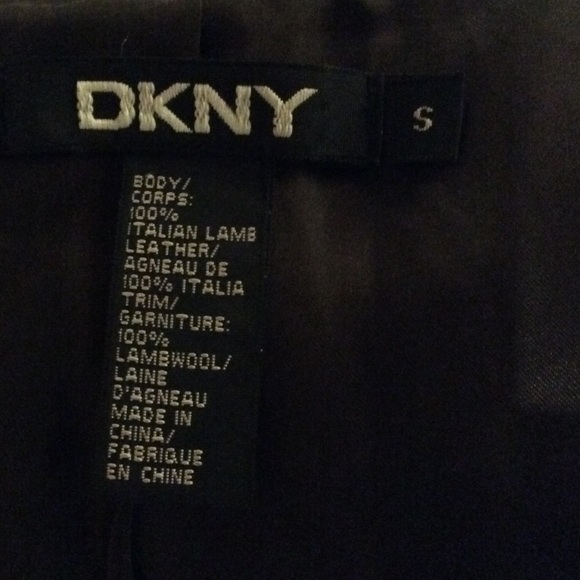 DKNY
S
BODY/
CORPS:
100%
ITALIAN LAMB
LEATHER/
AGNEAU DE
100% ITALIA
TRIM/
GARNITURE:
100%
LAMBWOOL/
LAINE
D'AGNEAU
MADE IN
CHINA/
FABRIQUE
EN CHINE